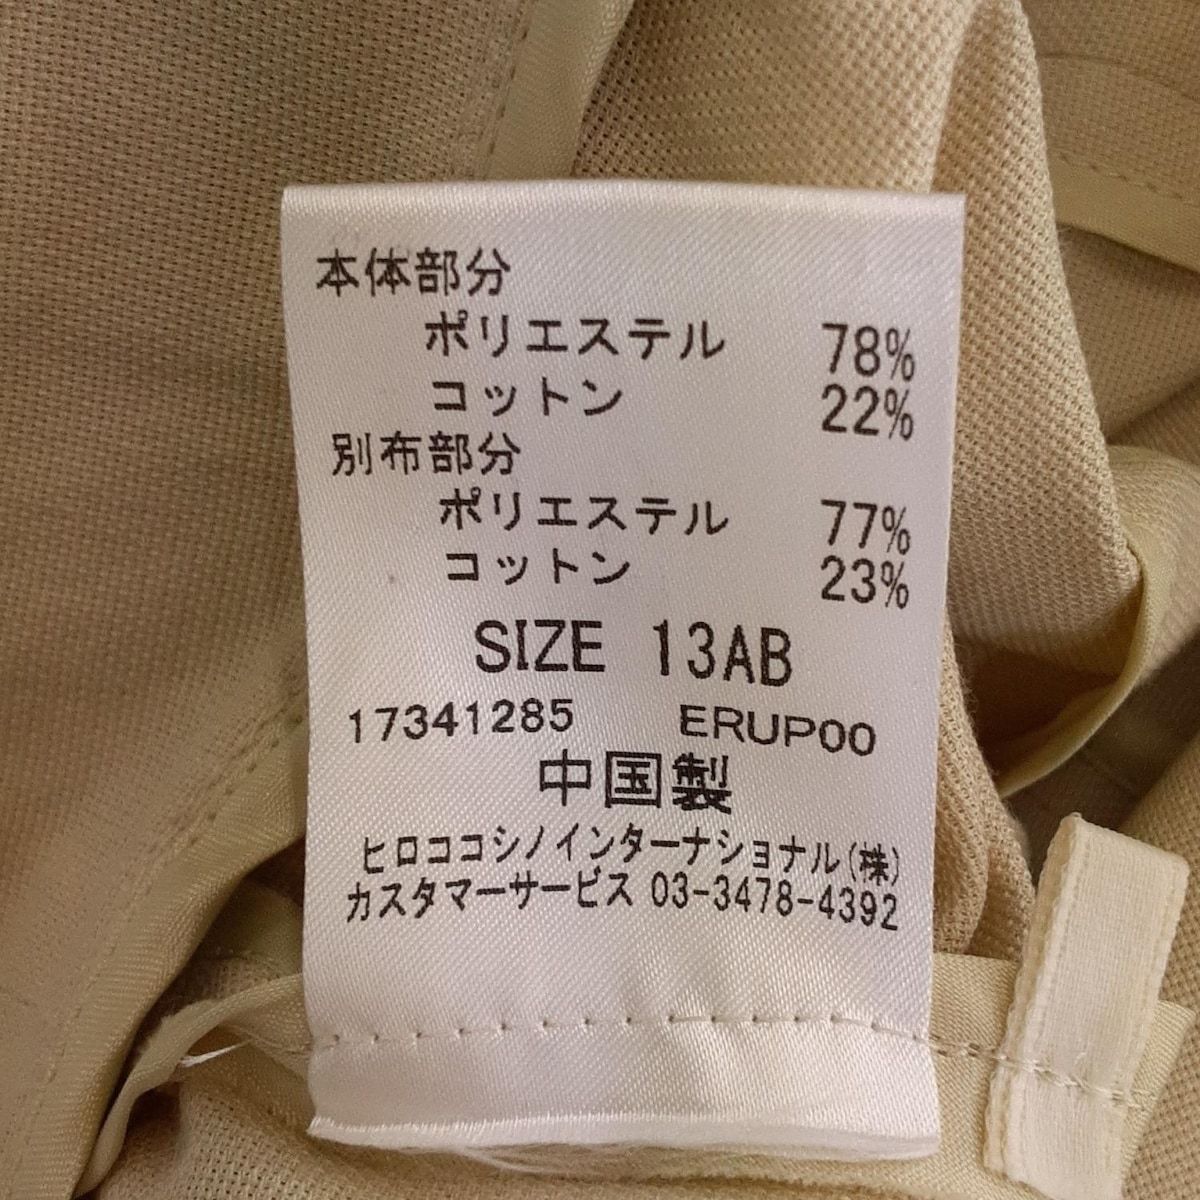 本体部分
ポリエステル 78%
コットン 22%
別布部分
ポリエステル 77%
コットン 23%
SIZE 13AB
17341285 ERUP00
中国製
ヒロココシノインターナショナル(株)
カスタマーサービス 03-3478-4392